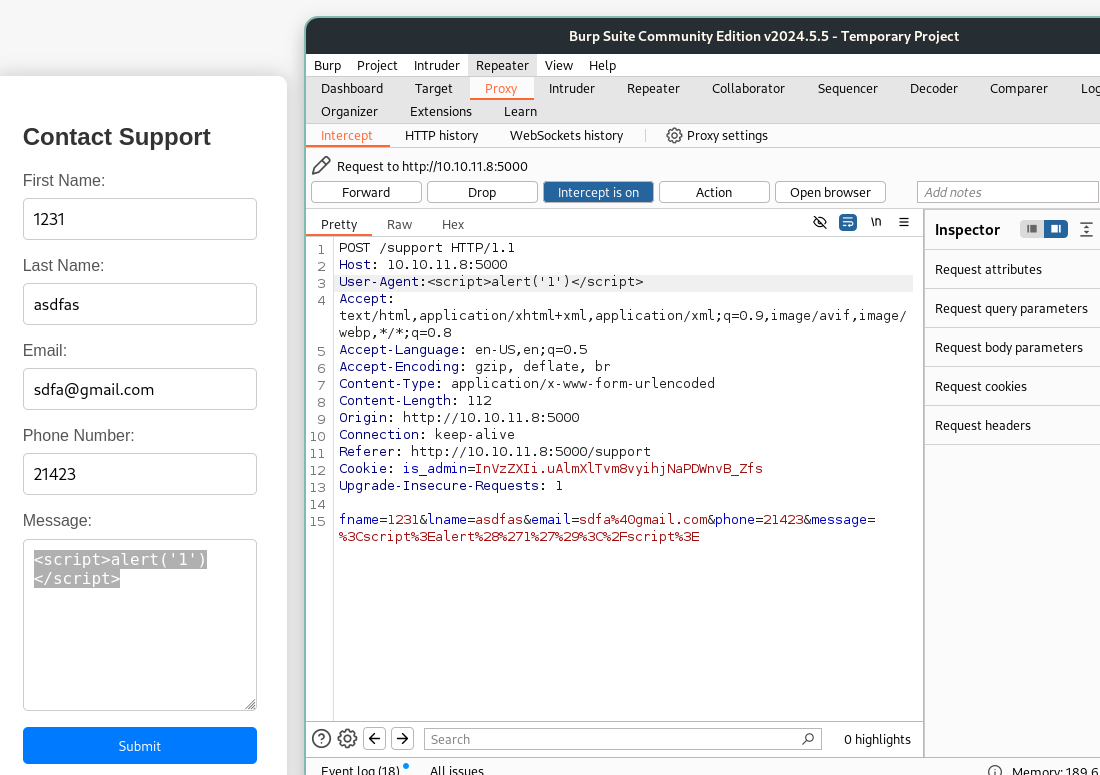 Contact Support
First Name:
1231
Last Name:
asdfas
Email:
sdfa@gmail.com
Phone Number:
21423
Message:
<script>alert('1')
</script>
Submit
Burp Suite Community Edition v2024.5.5 - Temporary Project
Burp Project Intruder Repeater View Help
Dashboard Target Proxy Intruder Repeater Collaborator Sequencer Decoder Comparer Log
Organizer Extensions Learn
Intercept HTTP history WebSockets history Proxy settings
Request to http://10.10.11.8:5000
Forward Drop Intercept is on Action Open browser Add notes
Pretty Raw Hex \n
1 POST /support HTTP/1.1
2 Host: 10.10.11.8:5000
3 User-Agent:<script>alert('1')</script>
4 Accept:
text/html,application/xhtml+xml,application/xml;q=0.9,image/avif,image/
webp,*/*;q=0.8
5 Accept-Language: en-US,en;q=0.5
6 Accept-Encoding: gzip, deflate, br
7 Content-Type: application/x-www-form-urlencoded
8 Content-Length: 112
9 Origin: http://10.10.11.8:5000
10 Connection: keep-alive
11 Referer: http://10.10.11.8:5000/support
12 Cookie: is_admin=InVzZXIi.uAlmXlTvm8vyihjNaPDWnvB_Zfs
13 Upgrade-Insecure-Requests: 1
14
15 fname=1231&lname=asdfas&email=sdfa%40gmail.com&phone=21423&message=
%3Cscript%3Ealert%28%271%27%29%3C%2Fscript%3E
Inspector
Request attributes
Request query parameters
Request body parameters
Request cookies
Request headers
Search 0 highlights
Event log (18) All issues Memory: 189.6